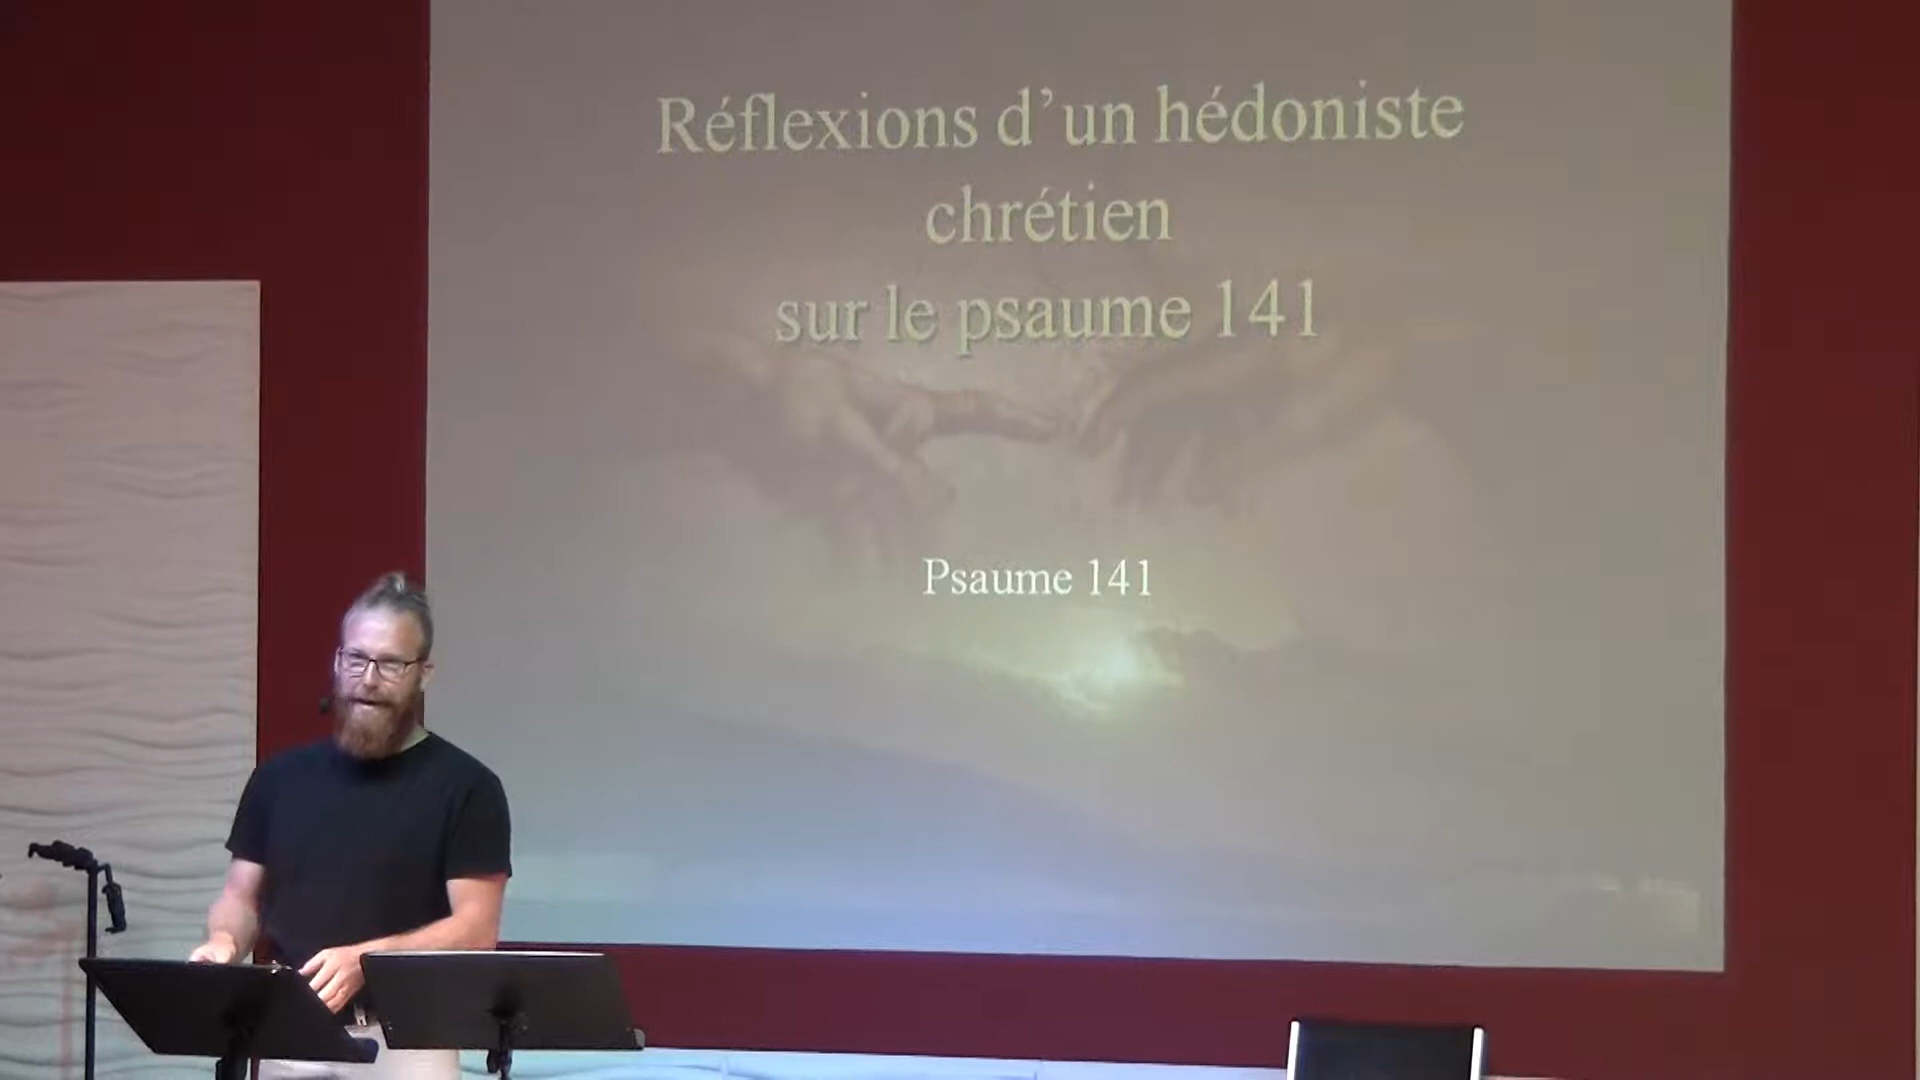 Réflexions d’un hédoniste
chrétien
sur le psaume 141
Psaume 141